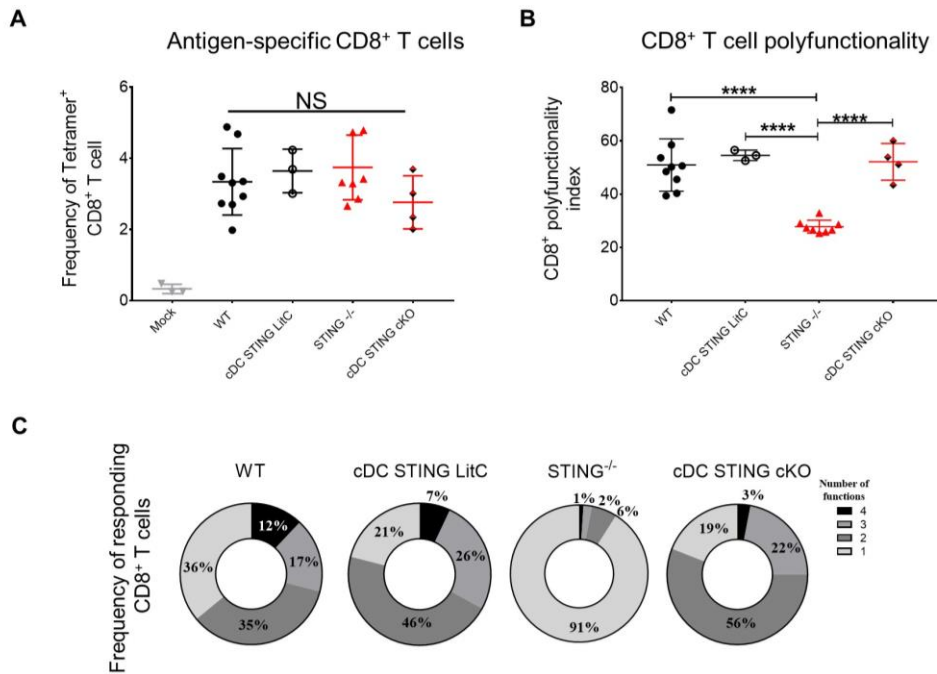 A
Antigen-specific CD8+ T cells
Frequency of Tetramer+
CD8+ T cell
6
4
2
0
NS
Mock
WT
cDC STING LitC
STING -/-
cDC STING cKO
B
CD8+ T cell polyfunctionality
CD8+ polyfunctionality
index
80
60
40
20
0
****
****
****
WT
cDC STING LitC
STING -/-
cDC STING cKO
C
Frequency of responding
CD8+ T cells
WT
12%
17%
35%
36%
cDC STING LitC
7%
26%
46%
21%
STING-/-
1%
2%
6%
91%
cDC STING cKO
3%
22%
56%
19%
Number of
functions
4
3
2
1